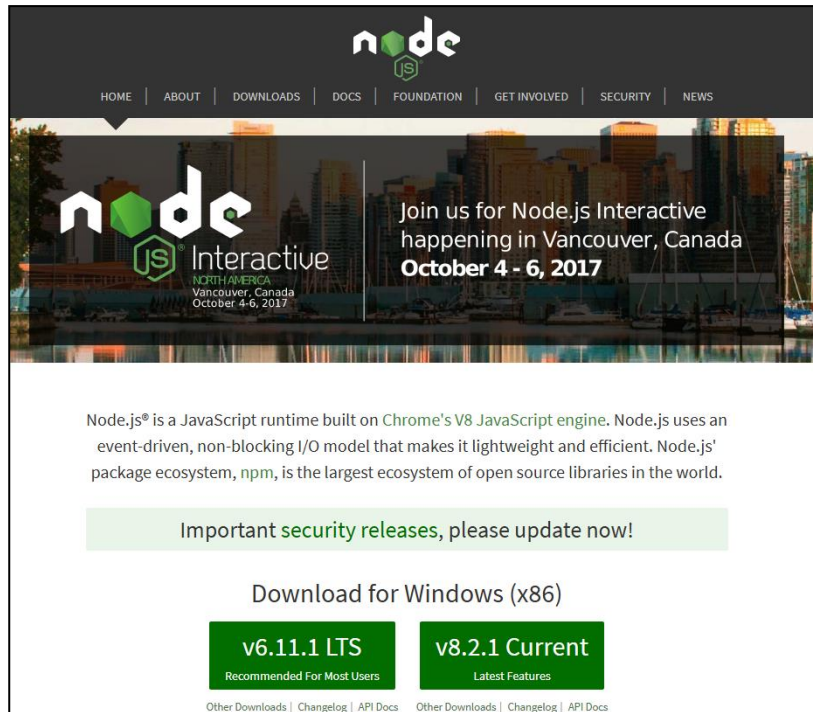 node
JS®
HOME | ABOUT | DOWNLOADS | DOCS | FOUNDATION | GET INVOLVED | SECURITY | NEWS
node
JS® Interactive
NORTH AMERICA
Vancouver, Canada
October 4-6, 2017
Join us for Node.js Interactive
happening in Vancouver, Canada
October 4 - 6, 2017
Node.js® is a JavaScript runtime built on Chrome's V8 JavaScript engine. Node.js uses an
event-driven, non-blocking I/O model that makes it lightweight and efficient. Node.js'
package ecosystem, npm, is the largest ecosystem of open source libraries in the world.
Important security releases, please update now!
Download for Windows (x86)
v6.11.1 LTS
Recommended For Most Users
v8.2.1 Current
Latest Features
Other Downloads | Changelog | API Docs
Other Downloads | Changelog | API Docs